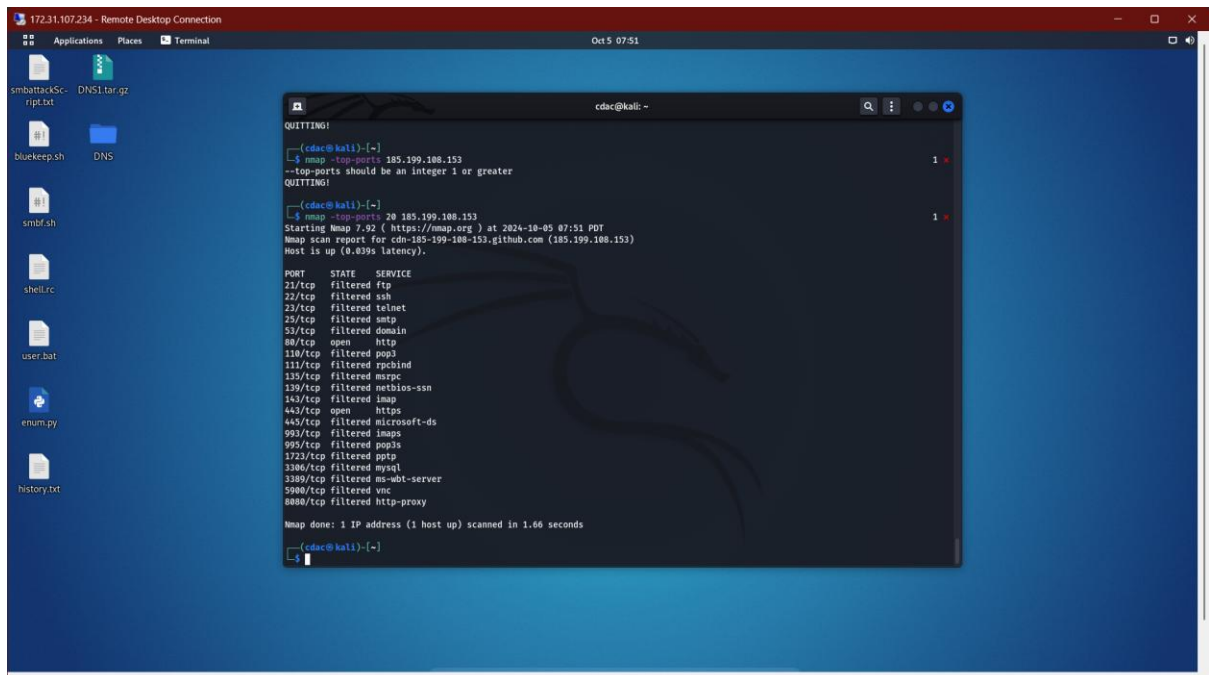 172.31.107.234 - Remote Desktop Connection
Applications Places Terminal Oct 5 07:51
smbattackSc-
ript.txt
DNS1.tar.gz
bluekeep.sh
DNS
smbf.sh
shell.rc
user.bat
enum.py
history.txt
cdac@kali: ~
QUITTING!
┌──(cdac㉿kali)-[~]
└─$ nmap -top-ports 185.199.108.153 1 ⨯
--top-ports should be an integer 1 or greater
QUITTING!
┌──(cdac㉿kali)-[~]
└─$ nmap -top-ports 20 185.199.108.153 1 ⨯
Starting Nmap 7.92 ( https://nmap.org ) at 2024-10-05 07:51 PDT
Nmap scan report for cdn-185-199-108-153.github.com (185.199.108.153)
Host is up (0.039s latency).
PORT STATE SERVICE
21/tcp filtered ftp
22/tcp filtered ssh
23/tcp filtered telnet
25/tcp filtered smtp
53/tcp filtered domain
80/tcp open http
110/tcp filtered pop3
111/tcp filtered rpcbind
135/tcp filtered msrpc
139/tcp filtered netbios-ssn
143/tcp filtered imap
443/tcp open https
445/tcp filtered microsoft-ds
993/tcp filtered imaps
995/tcp filtered pop3s
1723/tcp filtered pptp
3306/tcp filtered mysql
3389/tcp filtered ms-wbt-server
5900/tcp filtered vnc
8080/tcp filtered http-proxy
Nmap done: 1 IP address (1 host up) scanned in 1.66 seconds
┌──(cdac㉿kali)-[~]
└─$